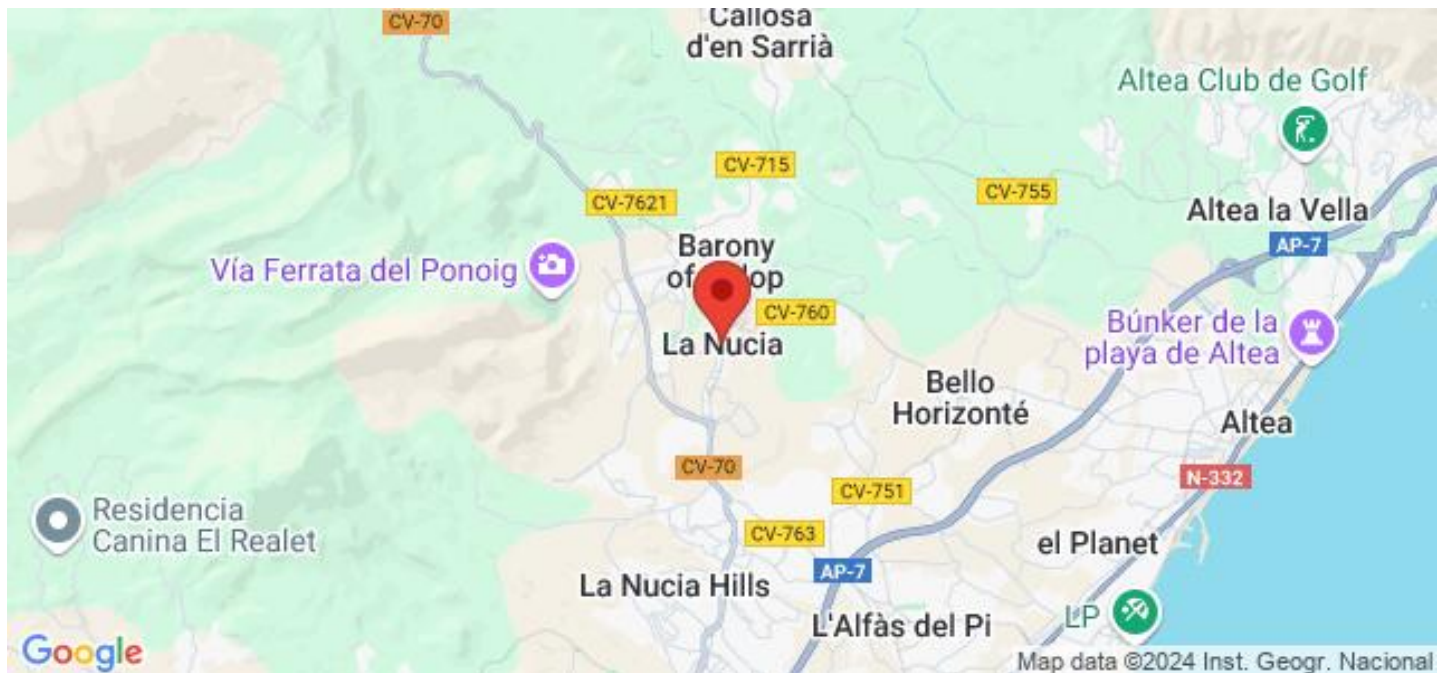 CV-70
Callosa
d'en Sarrià
Altea Club de Golf
CV-715
CV-755
CV-7621
Altea la Vella
AP-7
Barony
of
Vía Ferrata del Ponoig
CV-760
La Nucia
Búnker de la
playa de Altea
Bello
Horizonté
Altea
CV-70
N-332
CV-751
Residencia
Canina El Realet
CV-763
el Planet
AP-7
La Nucia Hills
LP
L'Alfàs del Pi
Google
Map data ©2024 Inst. Geogr. Nacional